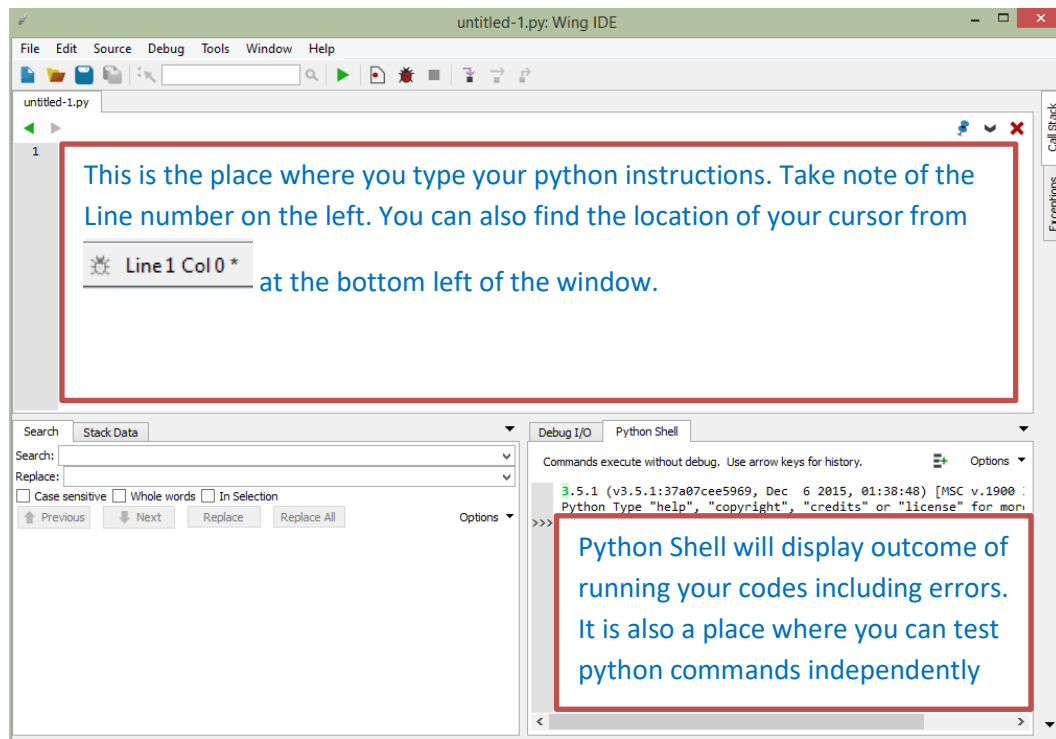 untitled-1.py: Wing IDE
File Edit Source Debug Tools Window Help
untitled-1.py
1
This is the place where you type your python instructions. Take note of the
Line number on the left. You can also find the location of your cursor from
Line 1 Col 0 * at the bottom left of the window.
Call Stack
Exceptions
Search Stack Data
Search:
Replace:
Case sensitive Whole words In Selection
Previous Next Replace Replace All Options
Debug I/O Python Shell
Commands execute without debug. Use arrow keys for history. Options
3.5.1 (v3.5.1:37a07cee5969, Dec 6 2015, 01:38:48) [MSC v.1900
Python Type "help", "copyright", "credits" or "license" for
>>>
Python Shell will display outcome of
running your codes including errors.
It is also a place where you can test
python commands independently